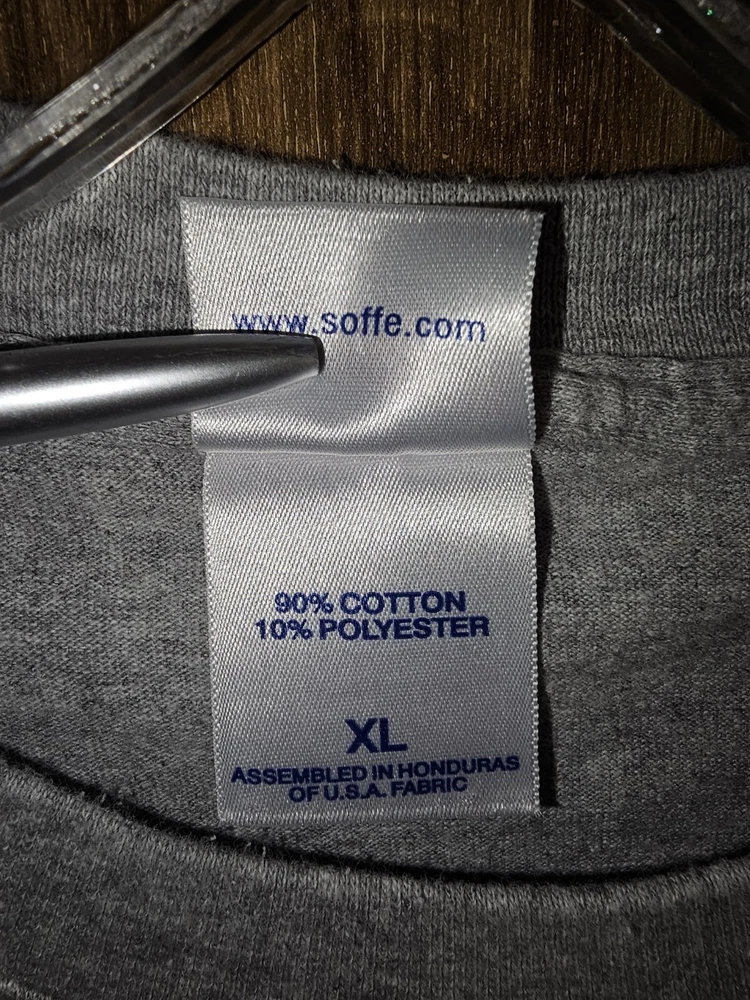 www.soffe.com
90% COTTON
10% POLYESTER
XL
ASSEMBLED IN HONDURAS
OF U.S.A. FABRIC